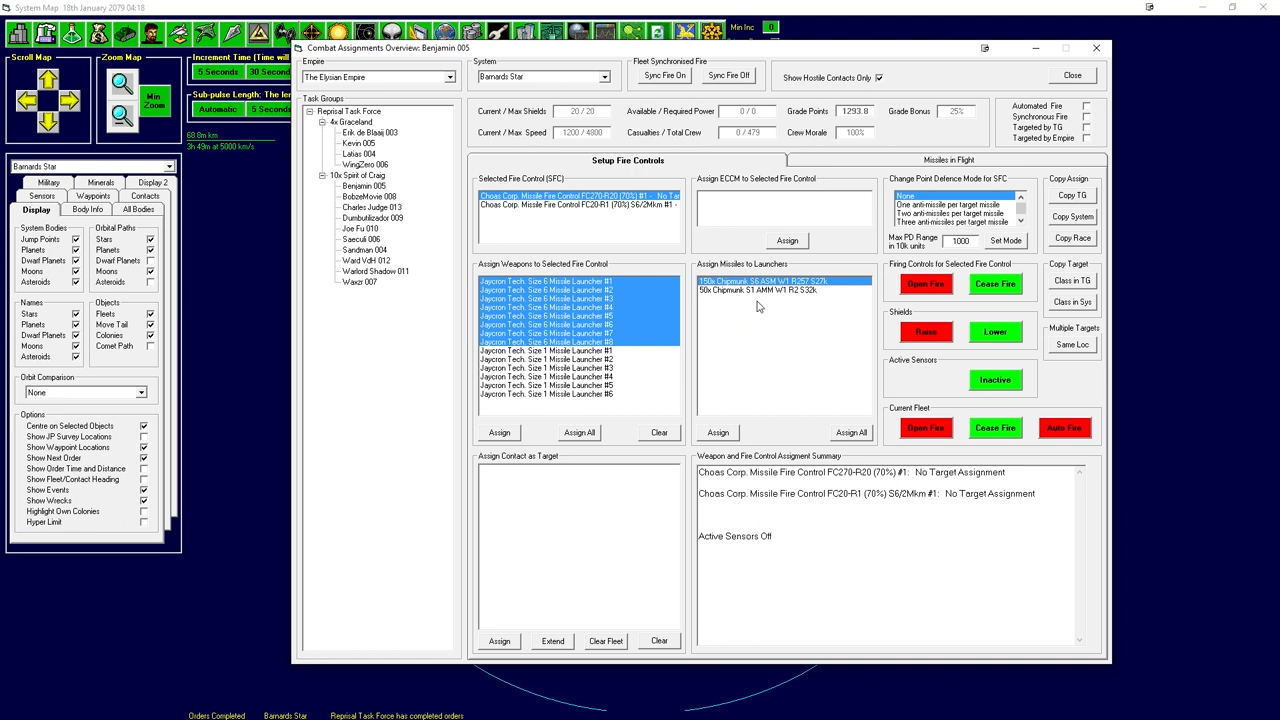 System Map  18th January 2079 04:18
Min Inc 0
Scroll Map
Zoom Map
Min Zoom
Increment Time (Time will
5 Seconds
30 Second
Sub-pulse Length: The len
Automatic
5 Seconds
68.8m km
3h 49m at 5000 km/s
Barnards Star
Military Minerals Display 2
Sensors Waypoints Contacts
Display Body Info All Bodies
System Bodies
Jump Points
Planets
Dwarf Planets
Moons
Asteroids
Orbital Paths
Stars
Planets
Dwarf Planets
Moons
Asteroids
Names
Stars
Planets
Dwarf Planets
Moons
Asteroids
Objects
Fleets
Move Tail
Colonies
Comet Path
Orbit Comparison
None
Options
Centre on Selected Objects
Show JP Survey Locations
Show Waypoint Locations
Show Next Order
Show Order Time and Distance
Show Fleet/Contact Heading
Show Events
Show Wrecks
Highlight Own Colonies
Hyper Limit
Combat Assignments Overview: Benjamin 005
Empire
The Elysian Empire
System
Barnards Star
Fleet Synchronised Fire
Sync Fire On
Sync Fire Off
Show Hostile Contacts Only
Close
Task Groups
Reprisal Task Force
4x Graceland
Erik de Blaaij 003
Kevin 005
Latias 004
WingZero 006
10x Spirit of Craig
Benjamin 005
BobzeMovie 008
Charles Judge 013
Dumbutilizador 009
Joe Fu 010
Saeculi 006
Sandman 004
Ward VdH 012
Warlord Shadow 011
Waxzr 007
Current / Max Shields 20 / 20
Available / Required Power 0 / 0
Grade Points 1293.8
Grade Bonus 25%
Current / Max Speed 1200 / 4800
Casualties / Total Crew 0 / 479
Crew Morale 100%
Automated Fire
Synchronous Fire
Targeted by TG
Targeted by Empire
Setup Fire Controls
Missiles in Flight
Selected Fire Control (SFC)
Choas Corp. Missile Fire Control FC270-R20 (70%) #1 -  No Tar
Choas Corp. Missile Fire Control FC20-R1 (70%) S6/2Mkm #1 -
Assign ECCM to Selected Fire Control
Assign
Change Point Defence Mode for SFC
None
One anti-missile per target missile
Two anti-missiles per target missile
Three anti-missiles per target missile
Max PD Range in 10k units
1000
Set Mode
Copy Assign
Copy TG
Copy System
Copy Race
Assign Weapons to Selected Fire Control
Jaycron Tech. Size 6 Missile Launcher #1
Jaycron Tech. Size 6 Missile Launcher #2
Jaycron Tech. Size 6 Missile Launcher #3
Jaycron Tech. Size 6 Missile Launcher #4
Jaycron Tech. Size 6 Missile Launcher #5
Jaycron Tech. Size 6 Missile Launcher #6
Jaycron Tech. Size 6 Missile Launcher #7
Jaycron Tech. Size 6 Missile Launcher #8
Jaycron Tech. Size 1 Missile Launcher #1
Jaycron Tech. Size 1 Missile Launcher #2
Jaycron Tech. Size 1 Missile Launcher #3
Jaycron Tech. Size 1 Missile Launcher #4
Jaycron Tech. Size 1 Missile Launcher #5
Jaycron Tech. Size 1 Missile Launcher #6
Assign
Assign All
Clear
Assign Missiles to Launchers
150x Chipmunk S6 ASM W1 R257 S27k
50x Chipmunk S1 AMM W1 R2 S32k
Assign
Assign All
Firing Controls for Selected Fire Control
Open Fire
Cease Fire
Shields
Raise
Lower
Active Sensors
Inactive
Current Fleet
Open Fire
Cease Fire
Auto Fire
Copy Target
Class in TG
Class in Sys
Multiple Targets
Same Loc
Assign Contact as Target
Assign
Extend
Clear Fleet
Clear
Weapon and Fire Control Assigment Summary
Choas Corp. Missile Fire Control FC270-R20 (70%) #1:  No Target Assignment
Choas Corp. Missile Fire Control FC20-R1 (70%) S6/2Mkm #1:  No Target Assignment
Active Sensors Off
Orders Completed Barnards Star Reprisal Task Force has completed orders